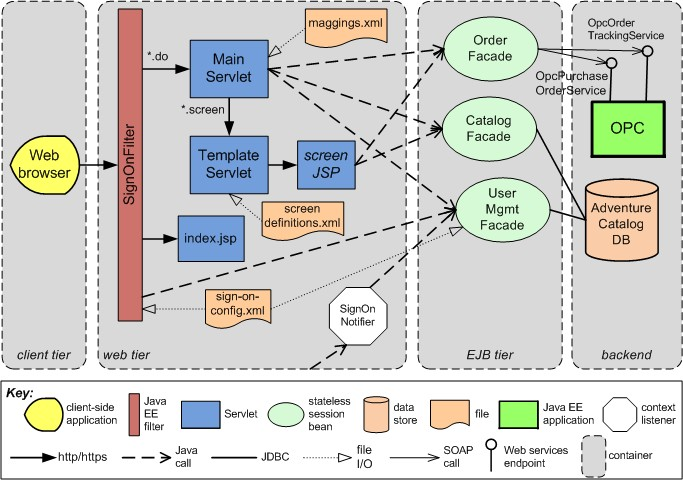 maggings.xml
OpcOrder
TrackingService
*.do
Main
Servlet
Order
Facade
OpcPurchase
OrderService
*.screen
OPC
Web
browser
SignOnFilter
Template
Servlet
screen
JSP
Catalog
Facade
screen
definitions.xml
User
Mgmt
Facade
Adventure
Catalog
DB
index.jsp
sign-on-
config.xml
SignOn
Notifier
client tier
web tier
EJB tier
backend
Key:
client-side
application
Java
EE
filter
Servlet
stateless
session
bean
data
store
file
Java EE
application
context
listener
http/https
Java
call
JDBC
file
I/O
SOAP
call
Web services
endpoint
container